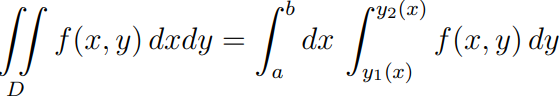 ∬_D f(x, y) dxdy = ∫_a^b dx ∫_{y_1(x)}^{y_2(x)} f(x, y) dy